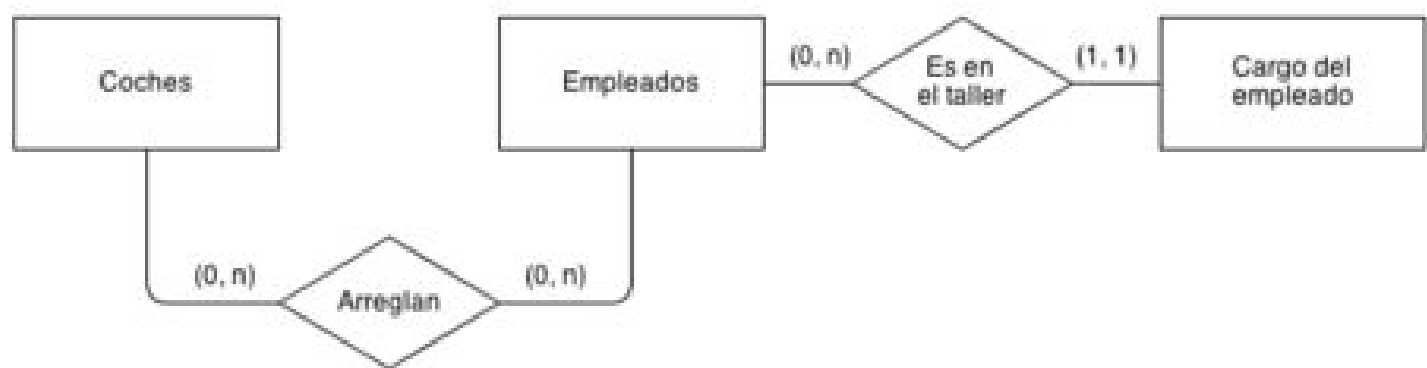 Coches
Empleados
(0, n)
Es en
el taller
(1, 1)
Cargo del
empleado
(0, n)
Arreglan
(0, n)